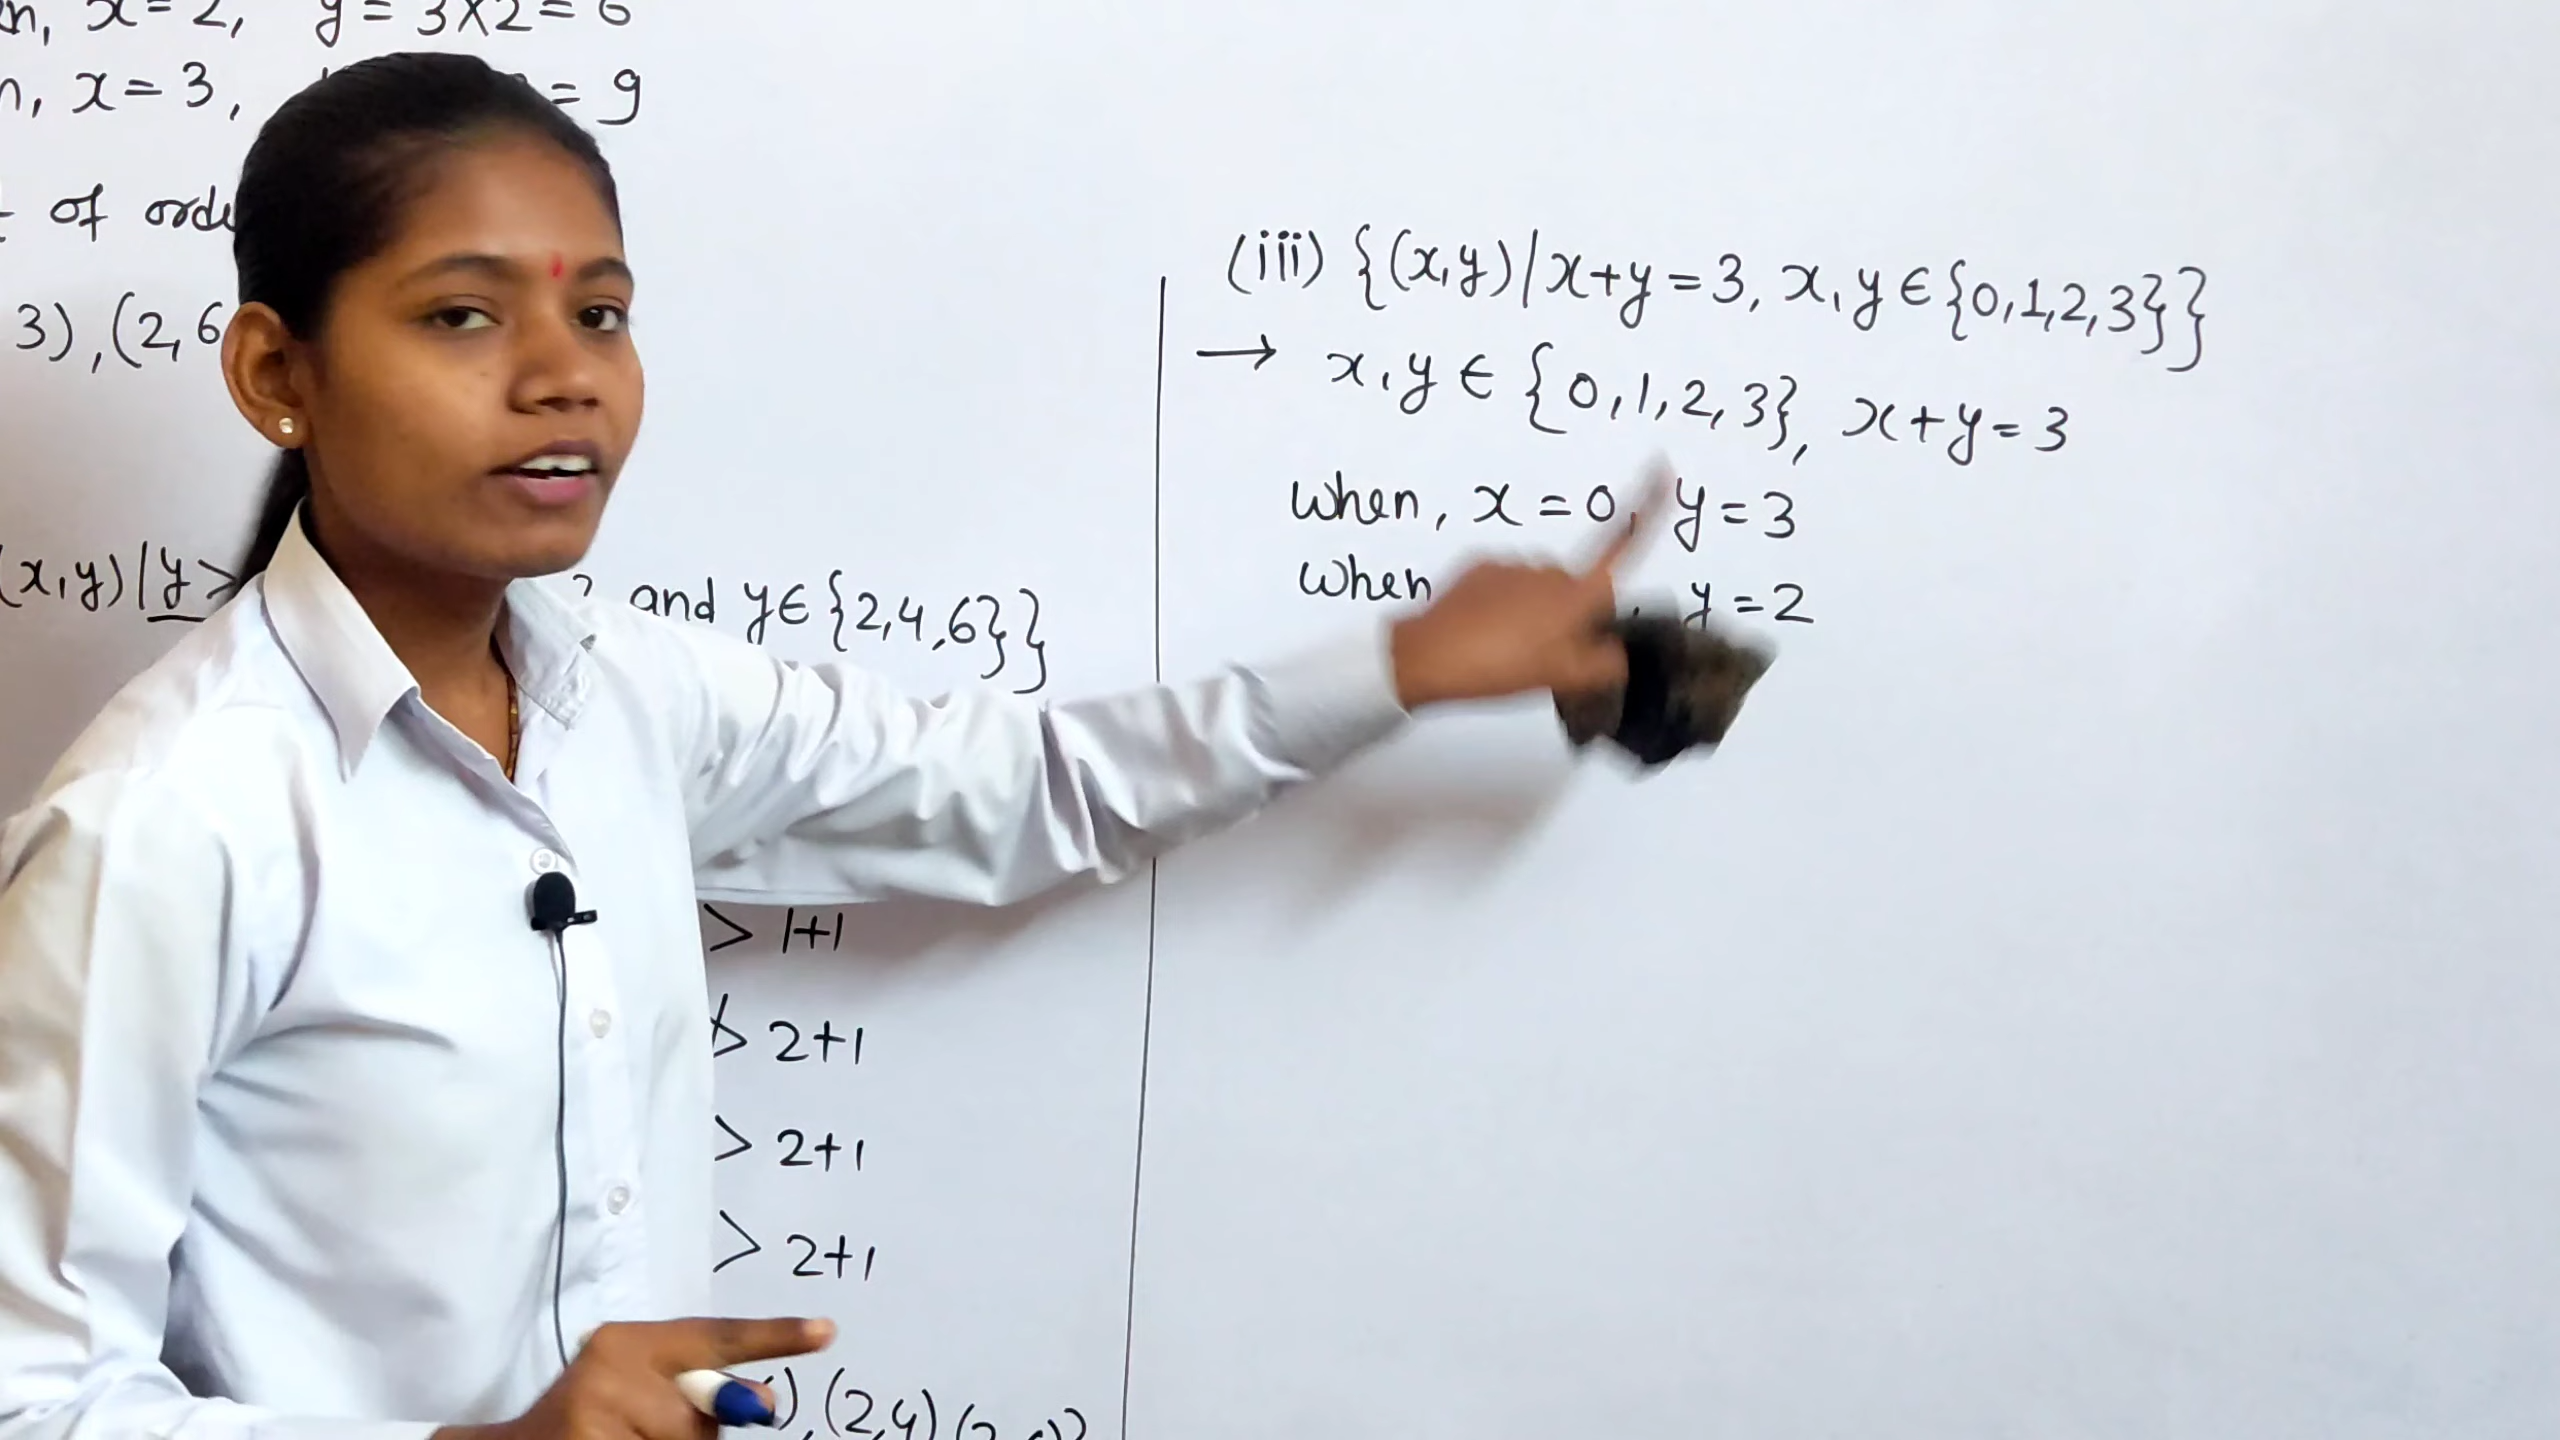 x=2, y=3×2=6
x=3, = 9
of
3),(2,6
(x,y)|y> and y∈{2,4,6}}
> 1+1
≯ 2+1
> 2+1
> 2+1
),(2,4)
(iii) {(x,y)|x+y=3, x,y∈{0,1,2,3}}
→ x,y∈{0,1,2,3}, x+y=3
when, x=0, y=3
when , y=2